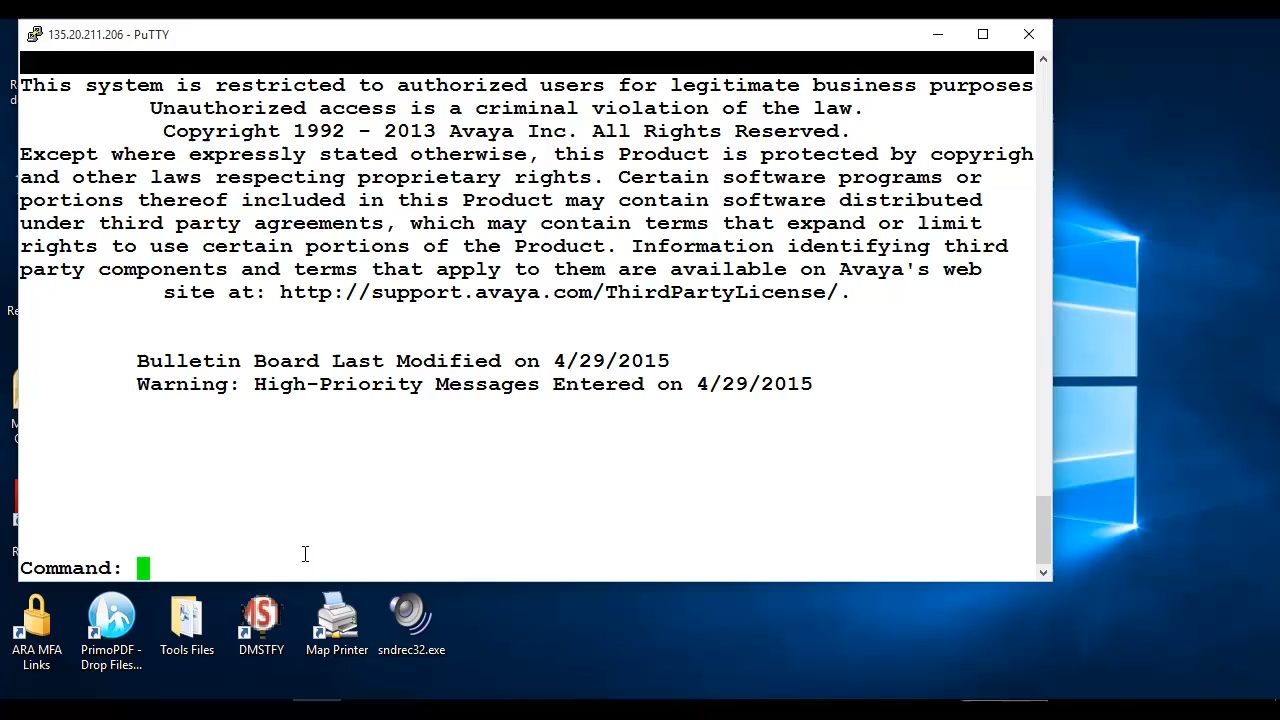 135.20.211.206 - PuTTY
This system is restricted to authorized users for legitimate business purposes
Unauthorized access is a criminal violation of the law.
Copyright 1992 - 2013 Avaya Inc. All Rights Reserved.
Except where expressly stated otherwise, this Product is protected by copyrigh
and other laws respecting proprietary rights. Certain software programs or
portions thereof included in this Product may contain software distributed
under third party agreements, which may contain terms that expand or limit
rights to use certain portions of the Product. Information identifying third
party components and terms that apply to them are available on Avaya's web
site at: http://support.avaya.com/ThirdPartyLicense/.
Bulletin Board Last Modified on 4/29/2015
Warning: High-Priority Messages Entered on 4/29/2015
Command:
ARA MFA
Links
PrimoPDF -
Drop Files...
Tools Files
DMSTFY
Map Printer
sndrec32.exe